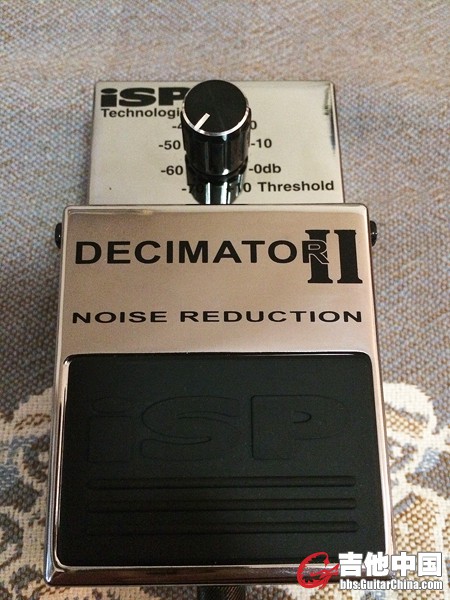 iSP
Technologi
-50
-10
-60
-0db
10 Threshold
DECIMATOR II
NOISE REDUCTION
iSP
吉他中国
bbs.GuitarChina.com